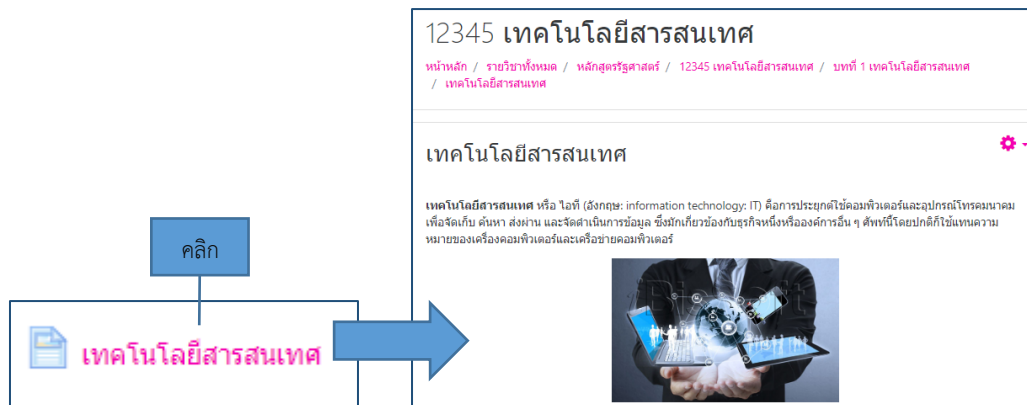 12345 เทคโนโลยีสารสนเทศ
หน้าหลัก / รายวิชาทั้งหมด / หลักสูตรรัฐศาสตร์ / 12345 เทคโนโลยีสารสนเทศ / บทที่ 1 เทคโนโลยีสารสนเทศ
/ เทคโนโลยีสารสนเทศ
เทคโนโลยีสารสนเทศ
เทคโนโลยีสารสนเทศ หรือ ไอที (อังกฤษ: information technology: IT) คือการประยุกต์ใช้คอมพิวเตอร์และอุปกรณ์โทรคมนาคม
เพื่อจัดเก็บ ค้นหา ส่งผ่าน และจัดดำเนินการข้อมูล ซึ่งมักเกี่ยวข้องกับธุรกิจหนึ่งหรือองค์การอื่น ๆ ศัพท์นี้โดยปกติก็ใช้แทนความ
หมายของเครื่องคอมพิวเตอร์และเครือข่ายคอมพิวเตอร์
คลิก
เทคโนโลยีสารสนเทศ